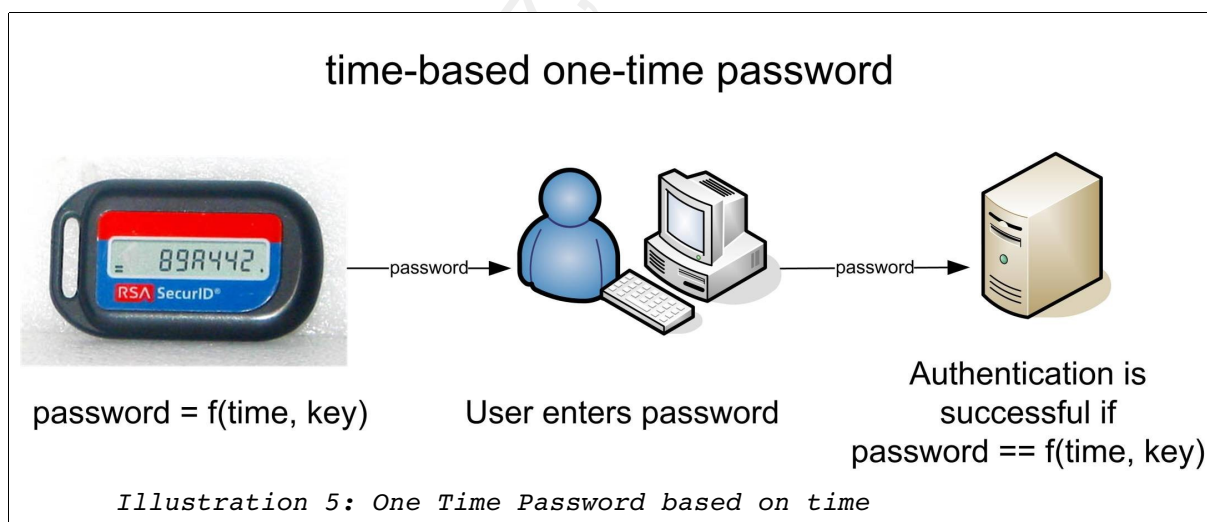 time-based one-time password
89A442.
RSA SecurID®
password
password
password = f(time, key)
User enters password
Authentication is
successful if
password == f(time, key)
Illustration 5: One Time Password based on time